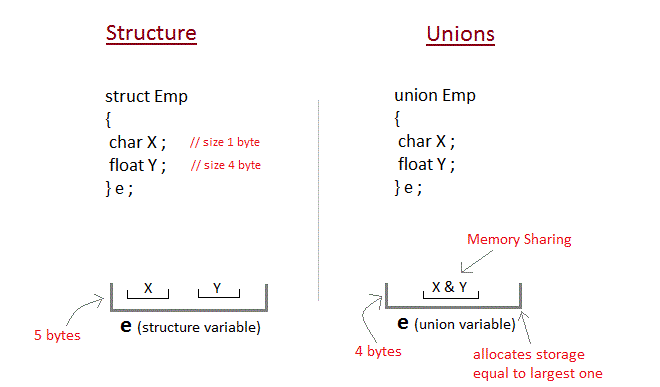 Structure
struct Emp
{
char X ; // size 1 byte
float Y ; // size 4 byte
} e ;
X Y
5 bytes
e (structure variable)
Unions
union Emp
{
char X ;
float Y ;
} e ;
Memory Sharing
X & Y
e (union variable)
4 bytes
allocates storage
equal to largest one